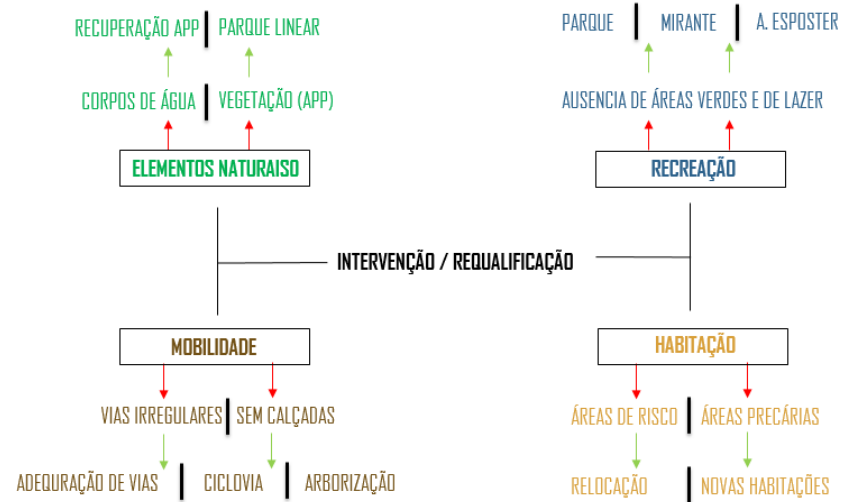 RECUPERAÇÃO APP PARQUE LINEAR
CORPOS DE ÁGUA VEGETAÇÃO (APP)
ELEMENTOS NATURAISO
PARQUE MIRANTE A. ESPOSTER
AUSENCIA DE ÁREAS VERDES E DE LAZER
RECREAÇÃO
INTERVENÇÃO / REQUALIFICAÇÃO
MOBILIDADE
VIAS IRREGULARES SEM CALÇADAS
ADEQURAÇÃO DE VIAS CICLOVIA ARBORIZAÇÃO
HABITAÇÃO
ÁREAS DE RISCO ÁREAS PRECÁRIAS
RELOCAÇÃO NOVAS HABITAÇÕES